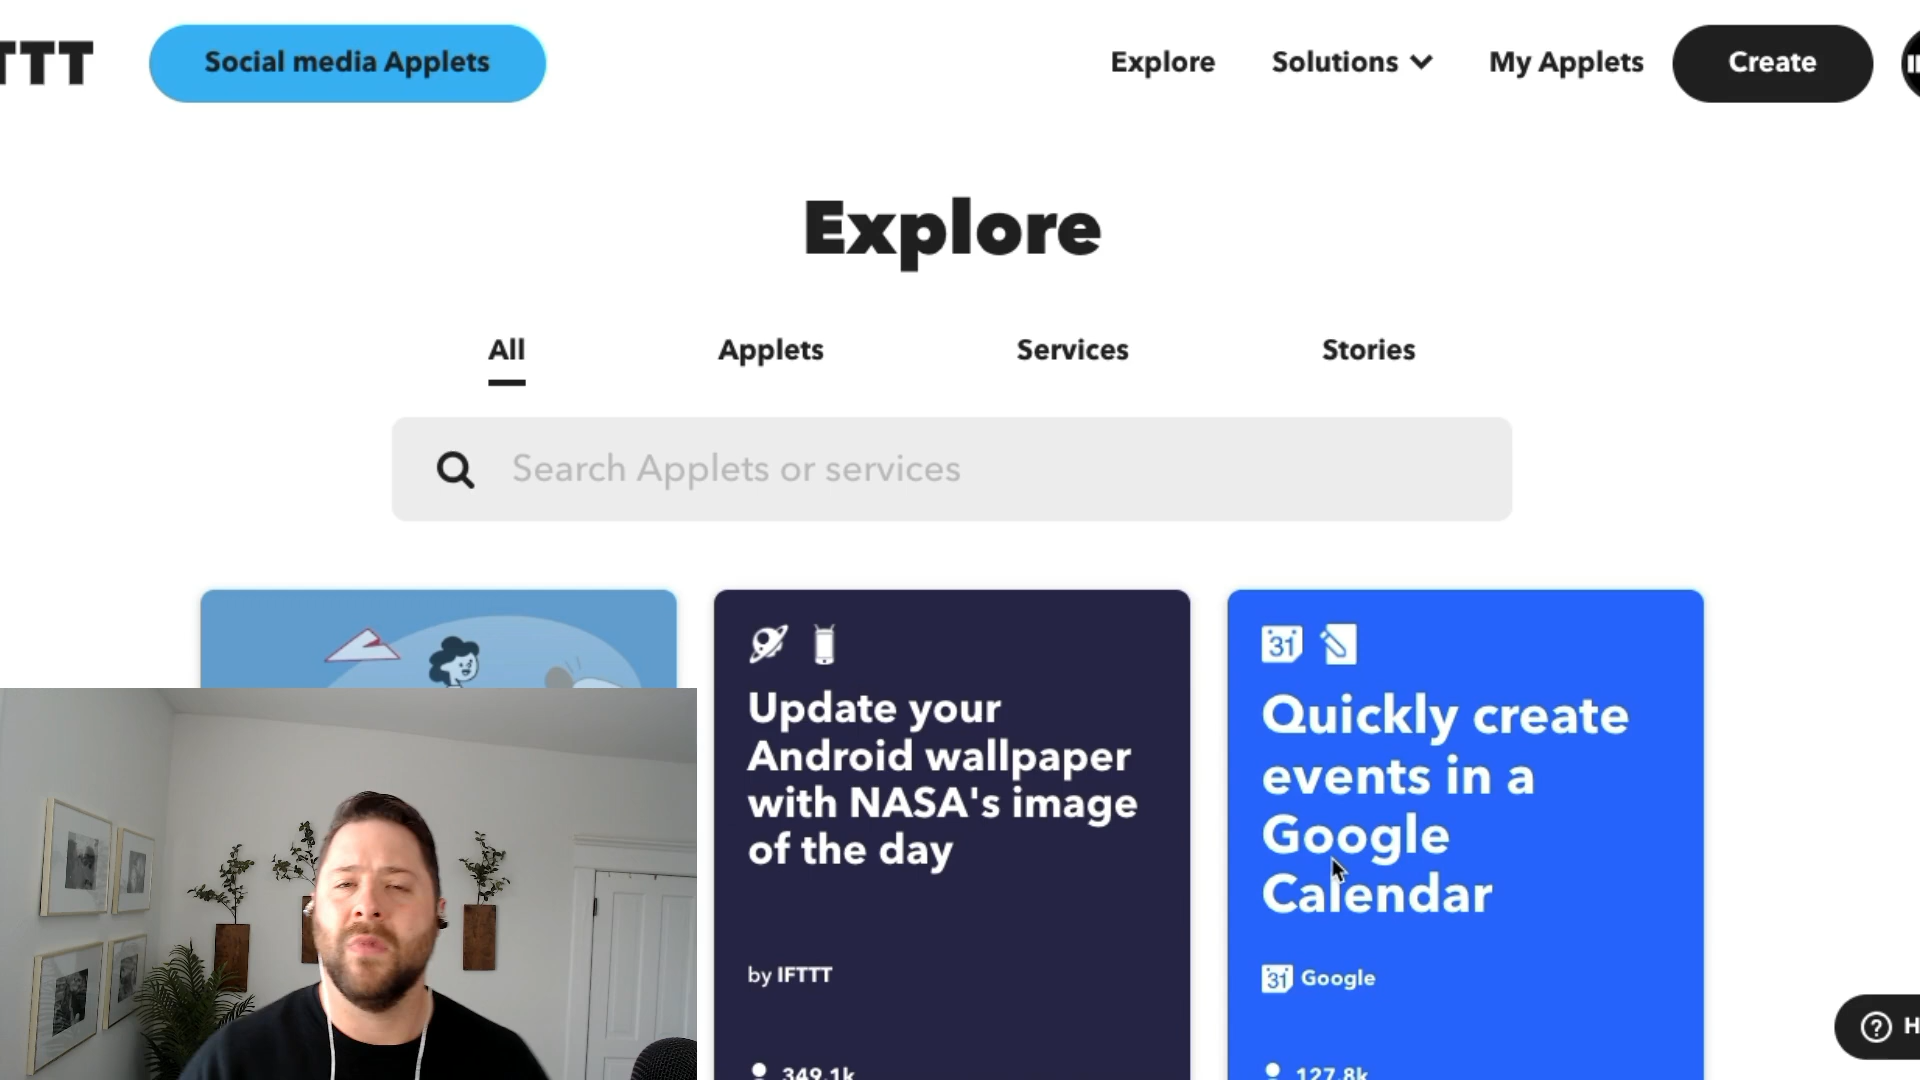 TTT
Social media Applets
Explore
Solutions
My Applets
Create
Explore
All
Applets
Services
Stories
Search Applets or services
Update your
Android wallpaper
with NASA's image
of the day
by IFTTT
349.1k
31
Quickly create
events in a
Google
Calendar
31 Google
127.8k
? H